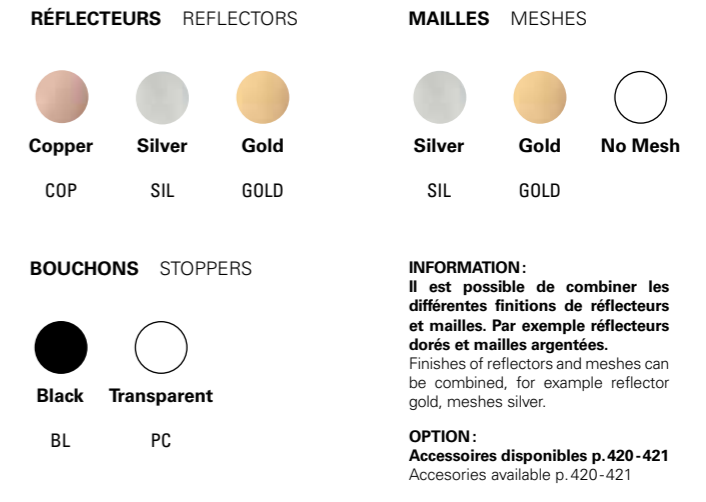 RÉFLECTEURS REFLECTORS
Copper Silver Gold
COP SIL GOLD
MAILLES MESHES
Silver Gold No Mesh
SIL GOLD
BOUCHONS STOPPERS
Black Transparent
BL PC
INFORMATION :
Il est possible de combiner les
différentes finitions de réflecteurs
et mailles. Par exemple réflecteurs
dorés et mailles argentées.
Finishes of reflectors and meshes can
be combined, for example reflector
gold, meshes silver.
OPTION :
Accessoires disponibles p. 420 - 421
Accesories available p. 420 - 421